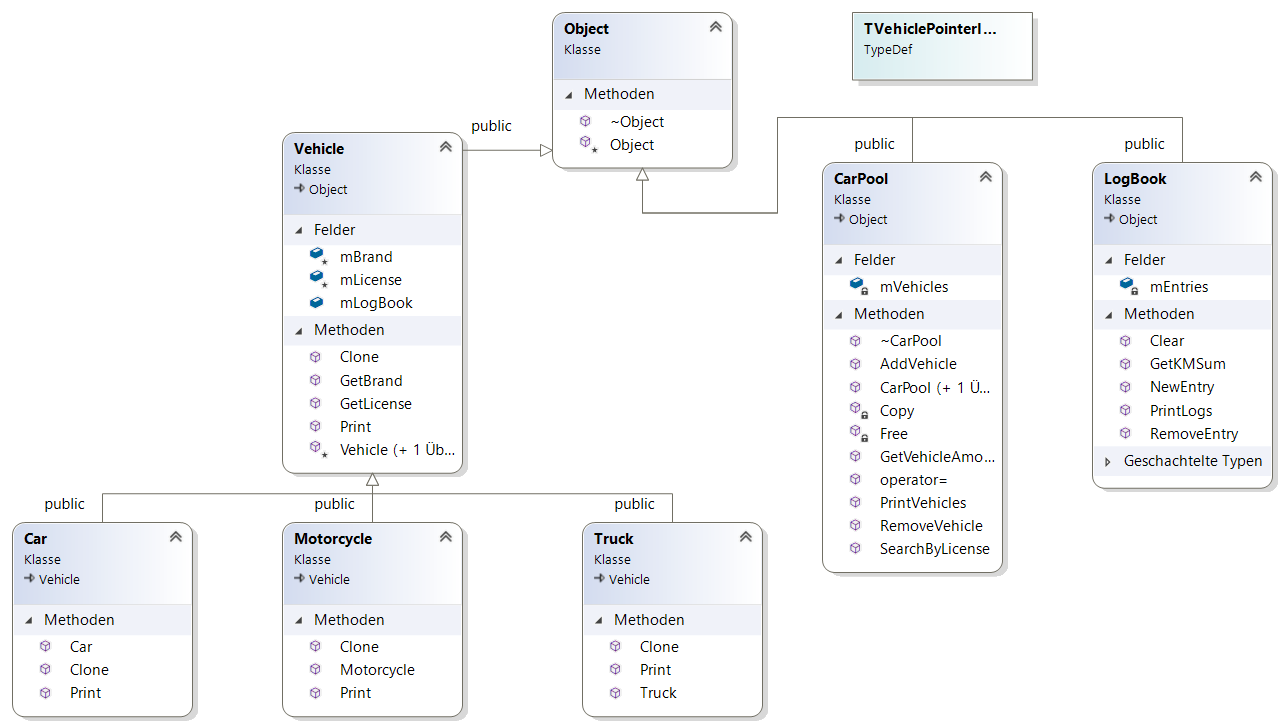 Object
Klasse
Methoden
~Object
Object
TVehiclePointerI...
TypeDef
public
Vehicle
Klasse
Object
Felder
mBrand
mLicense
mLogBook
Methoden
Clone
GetBrand
GetLicense
Print
Vehicle (+ 1 Üb...
public
CarPool
Klasse
Object
Felder
mVehicles
Methoden
~CarPool
AddVehicle
CarPool (+ 1 Ü...
Copy
Free
GetVehicleAmo...
operator=
PrintVehicles
RemoveVehicle
SearchByLicense
public
LogBook
Klasse
Object
Felder
mEntries
Methoden
Clear
GetKMSum
NewEntry
PrintLogs
RemoveEntry
Geschachtelte Typen
public
Car
Klasse
Vehicle
Methoden
Car
Clone
Print
public
Motorcycle
Klasse
Vehicle
Methoden
Clone
Motorcycle
Print
public
Truck
Klasse
Vehicle
Methoden
Clone
Print
Truck